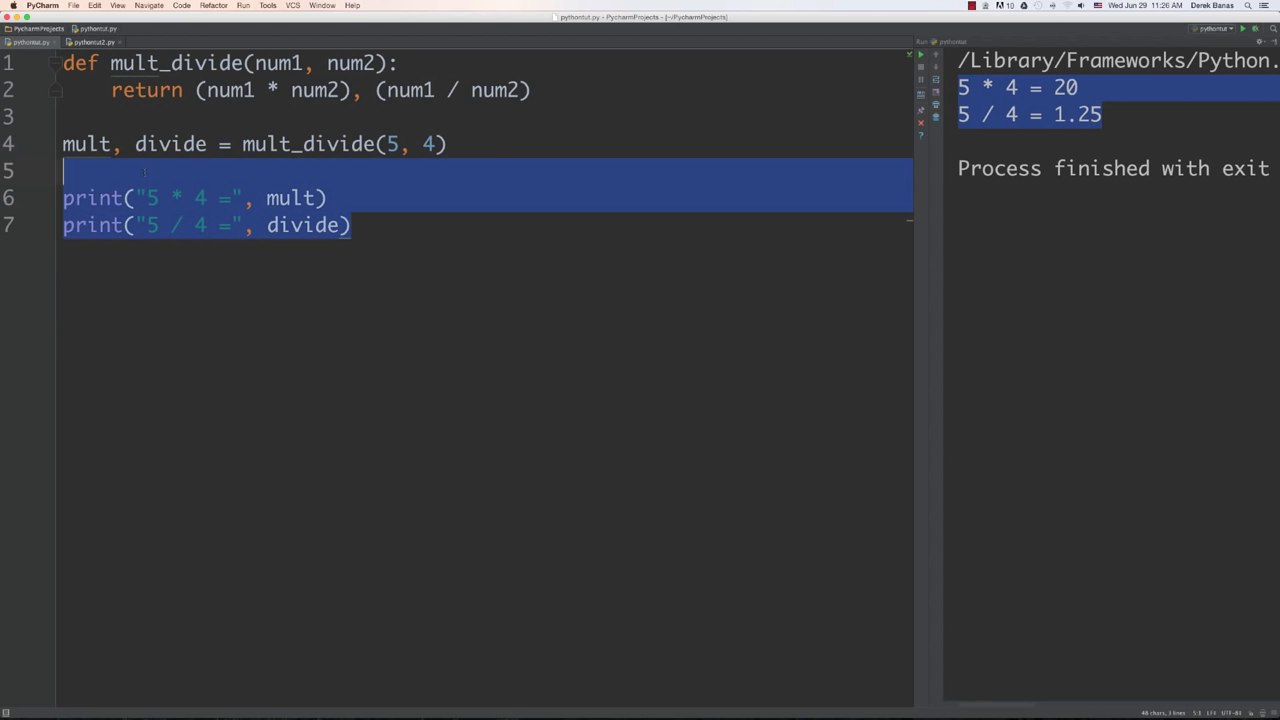 PyCharm File Edit View Navigate Code Refactor Run Tools VCS Window Help 10 Wed Jun 29 11:26 AM Derek Banas
pythontut.py - PycharmProjects - [~/PycharmProjects]
PycharmProjects pythontut.py pythontut
pythontut.py pythontut2.py Run pythontut
1 def mult_divide(num1, num2):
2 return (num1 * num2), (num1 / num2)
3
4 mult, divide = mult_divide(5, 4)
5
6 print("5 * 4 =", mult)
7 print("5 / 4 =", divide)
/Library/Frameworks/Python.
5 * 4 = 20
5 / 4 = 1.25
Process finished with exit
48 chars, 3 lines 5:1 LF÷ UTF-8÷